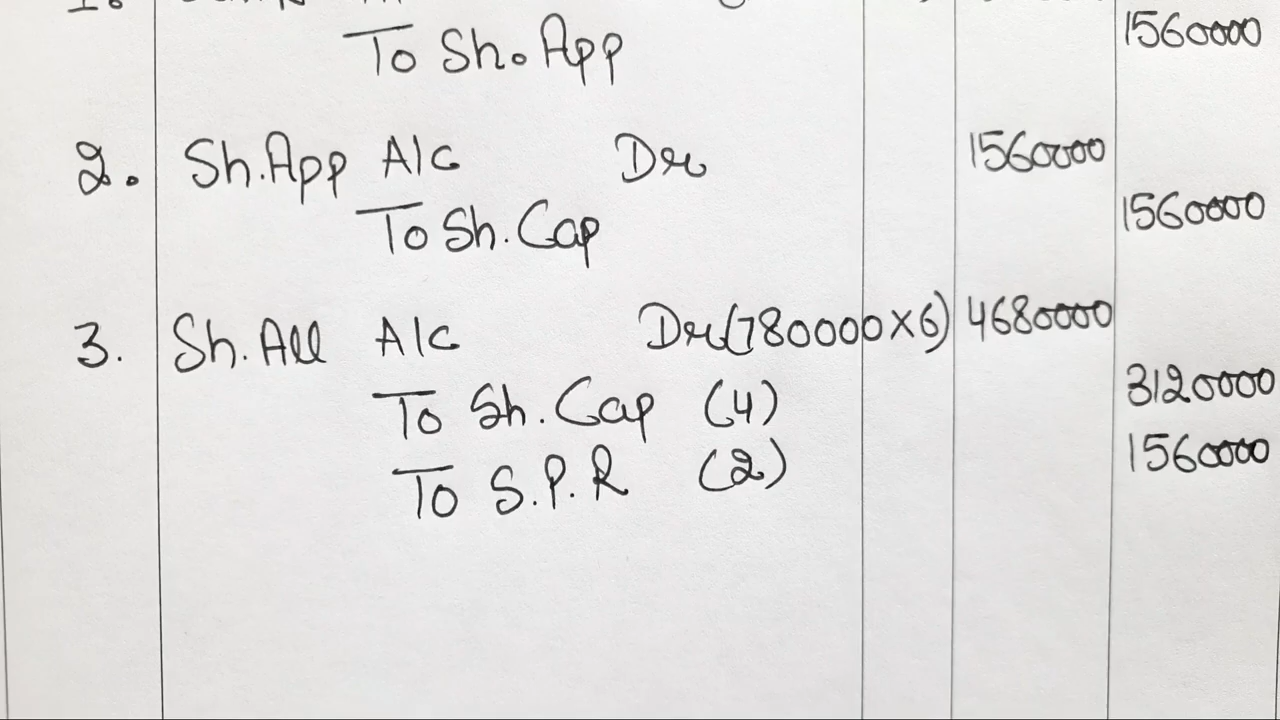 1560000
To Sh. App
2. Sh. App A/c Dr 1560000
To Sh. Cap 1560000
3. Sh. All A/c Dr (780000×6) 4680000
To Sh. Cap (4) 3120000
To S.P.R (2) 1560000